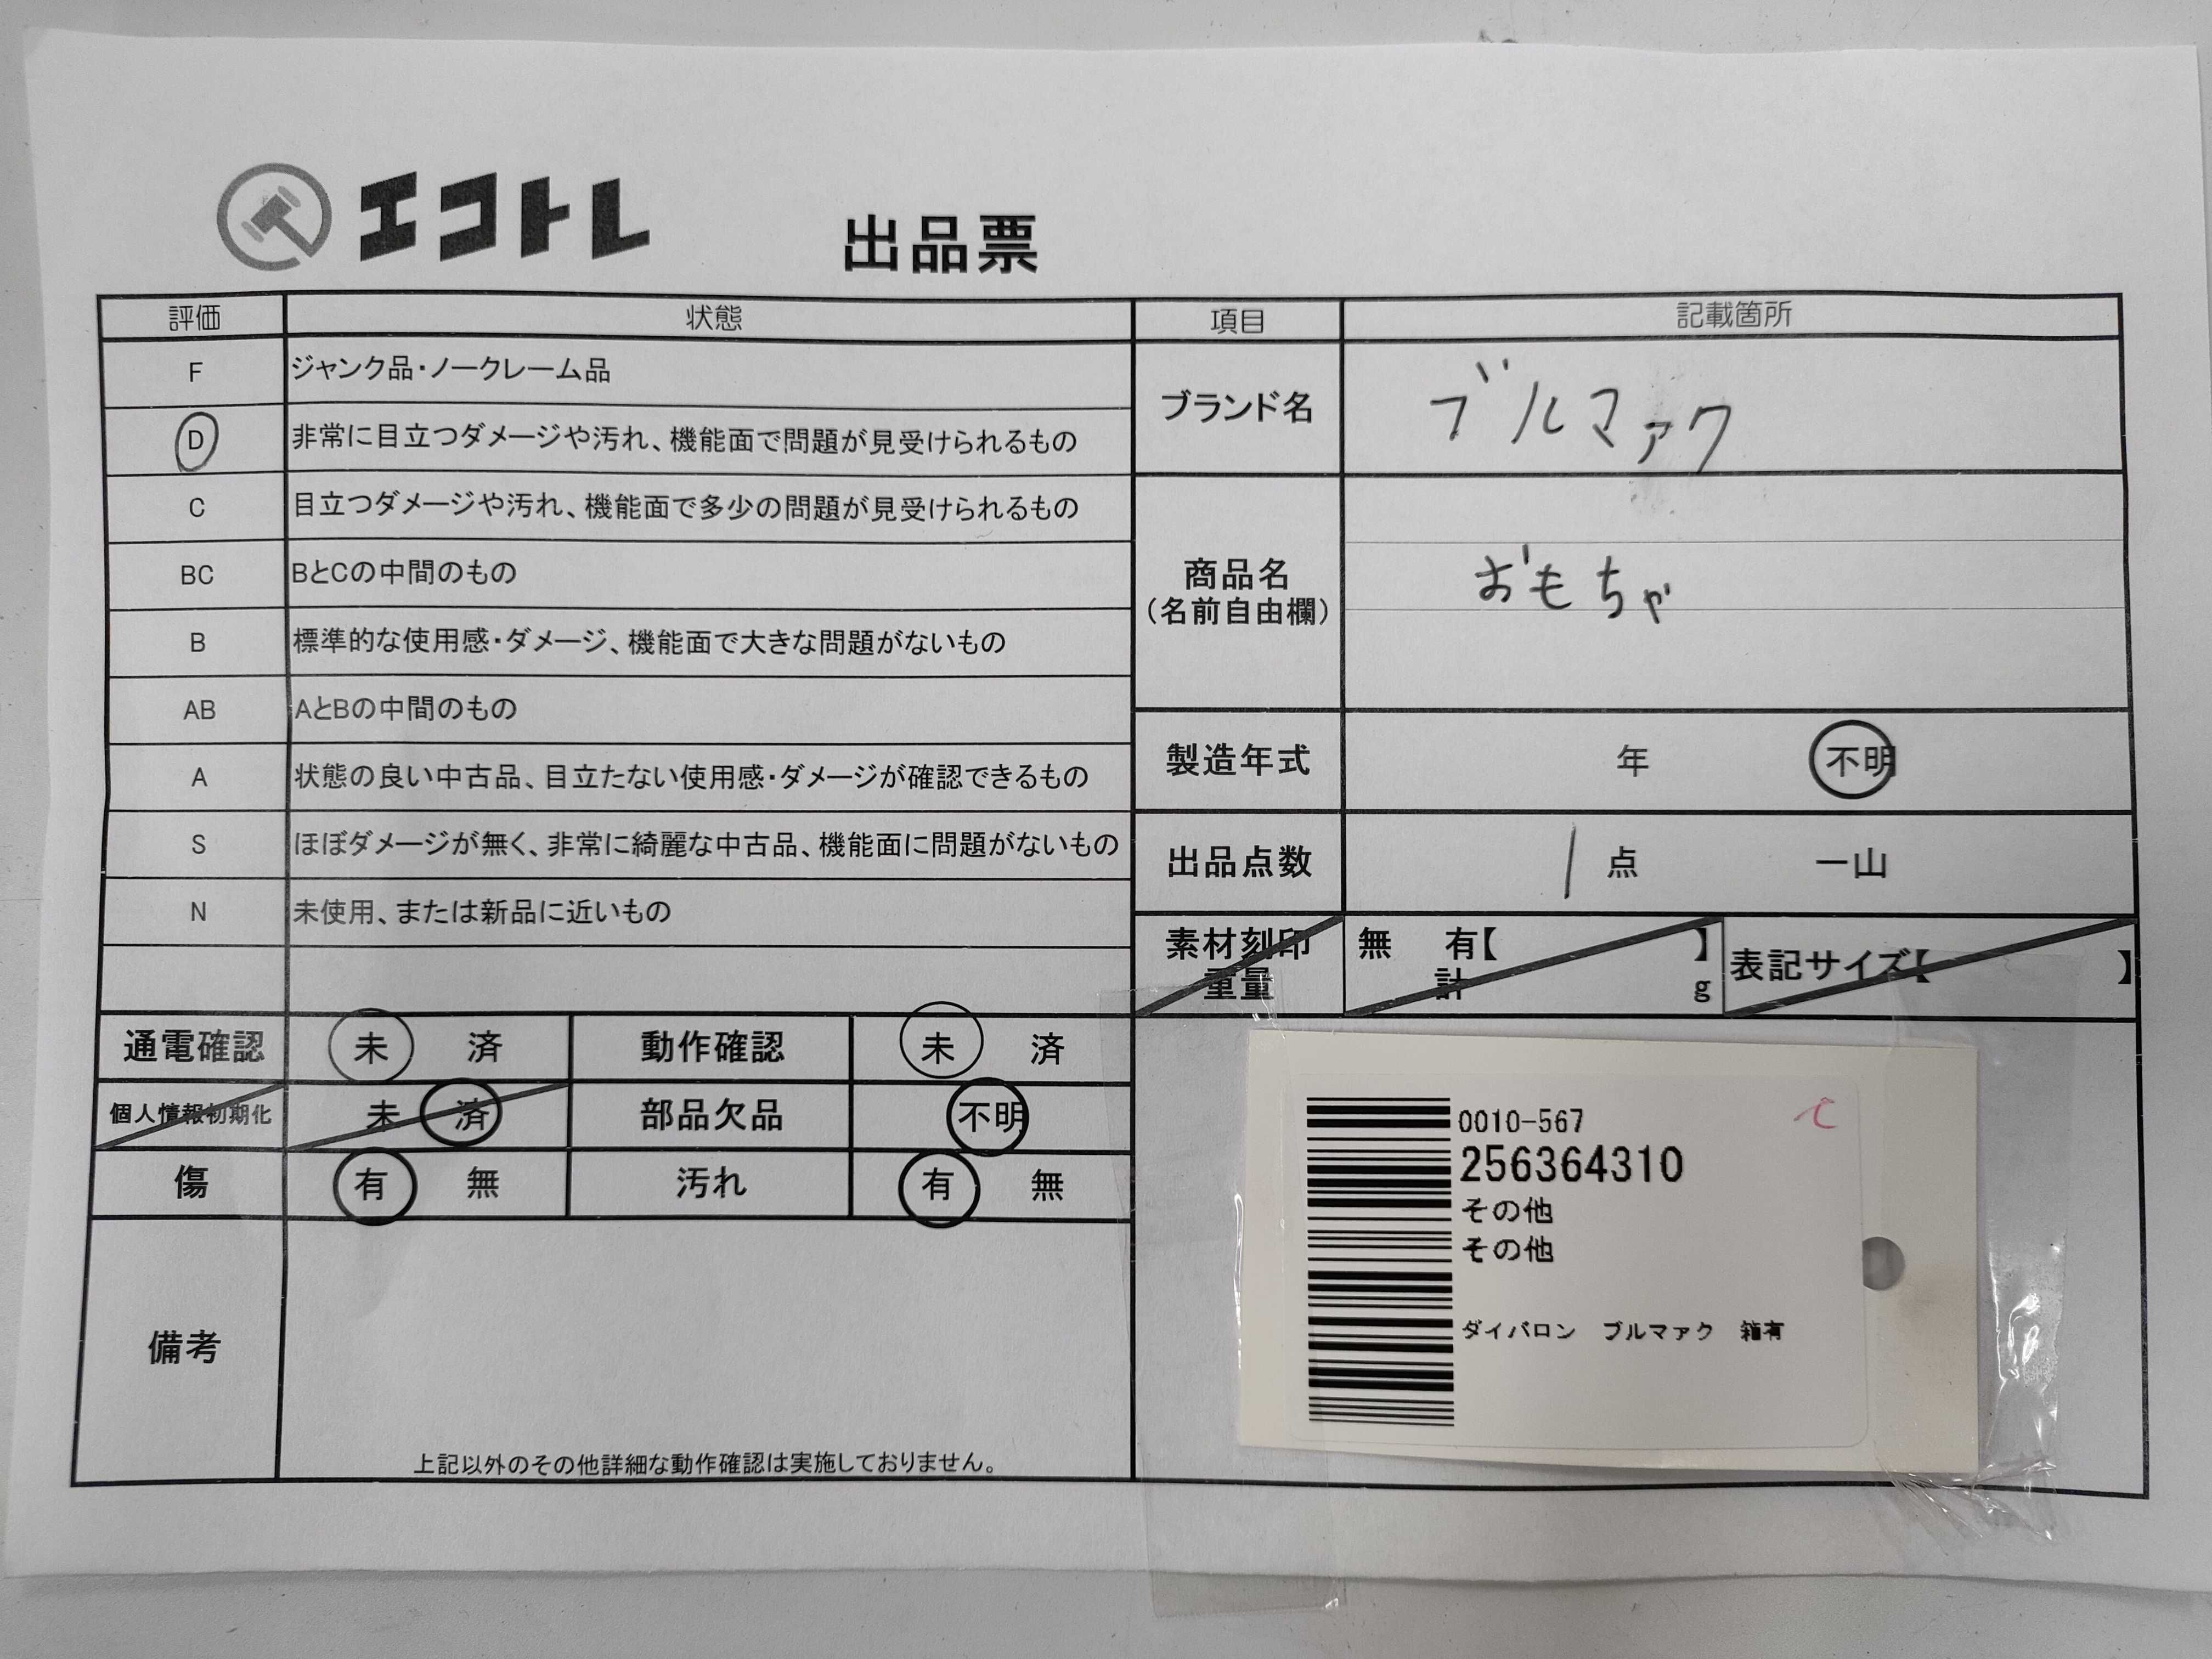 エコトレ
出品票
評価 状態 項目 記載箇所
F ジャンク品・ノークレーム品
D 非常に目立つダメージや汚れ、機能面で問題が見受けられるもの
C 目立つダメージや汚れ、機能面で多少の問題が見受けられるもの
BC BとCの中間のもの
B 標準的な使用感・ダメージ、機能面で大きな問題がないもの
AB AとBの中間のもの
A 状態の良い中古品、目立たない使用感・ダメージが確認できるもの
S ほぼダメージが無く、非常に綺麗な中古品、機能面に問題がないもの
N 未使用、または新品に近いもの
ブランド名 ブルマァク
商品名 おもちゃ
(名前自由欄)
製造年式 年 不明
出品点数 1 点 一山
素材刻印 無 有【 】 表記サイズ【 】
重量 計 g
通電確認 未 済 動作確認 未 済
個人情報初期化 未 済 部品欠品 不明
傷 有 無 汚れ 有 無
備考
上記以外のその他詳細な動作確認は実施しておりません。
0010-567
256364310
その他
その他
ダイバロン ブルマァク 箱有